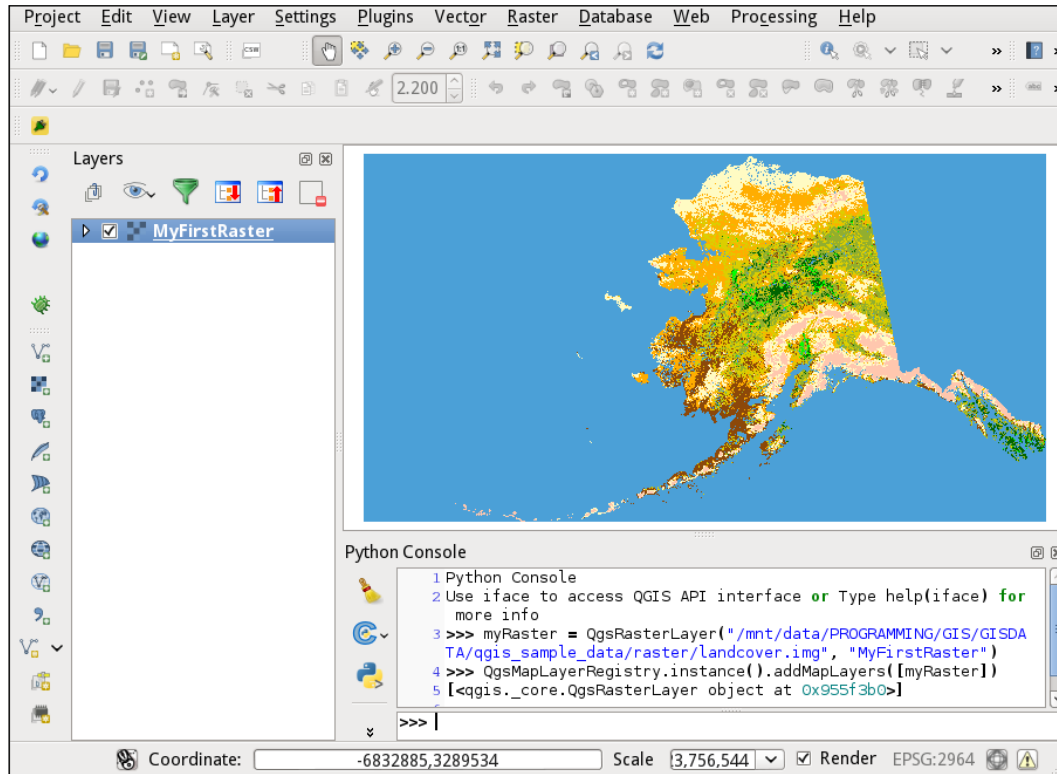 Project Edit View Layer Settings Plugins Vector Raster Database Web Processing Help
CSW
»
?
2.200
»
abc
Layers
MyFirstRaster
Python Console
1 Python Console
2 Use iface to access QGIS API interface or Type help(iface) for
more info
3 >>> myRaster = QgsRasterLayer("/mnt/data/PROGRAMMING/GIS/GISDA
TA/qgis_sample_data/raster/landcover.img", "MyFirstRaster")
4 >>> QgsMapLayerRegistry.instance().addMapLayers([myRaster])
5 [<qgis._core.QgsRasterLayer object at 0x955f3b0>]
>>>
Coordinate: -6832885,3289534 Scale 3,756,544 Render EPSG:2964